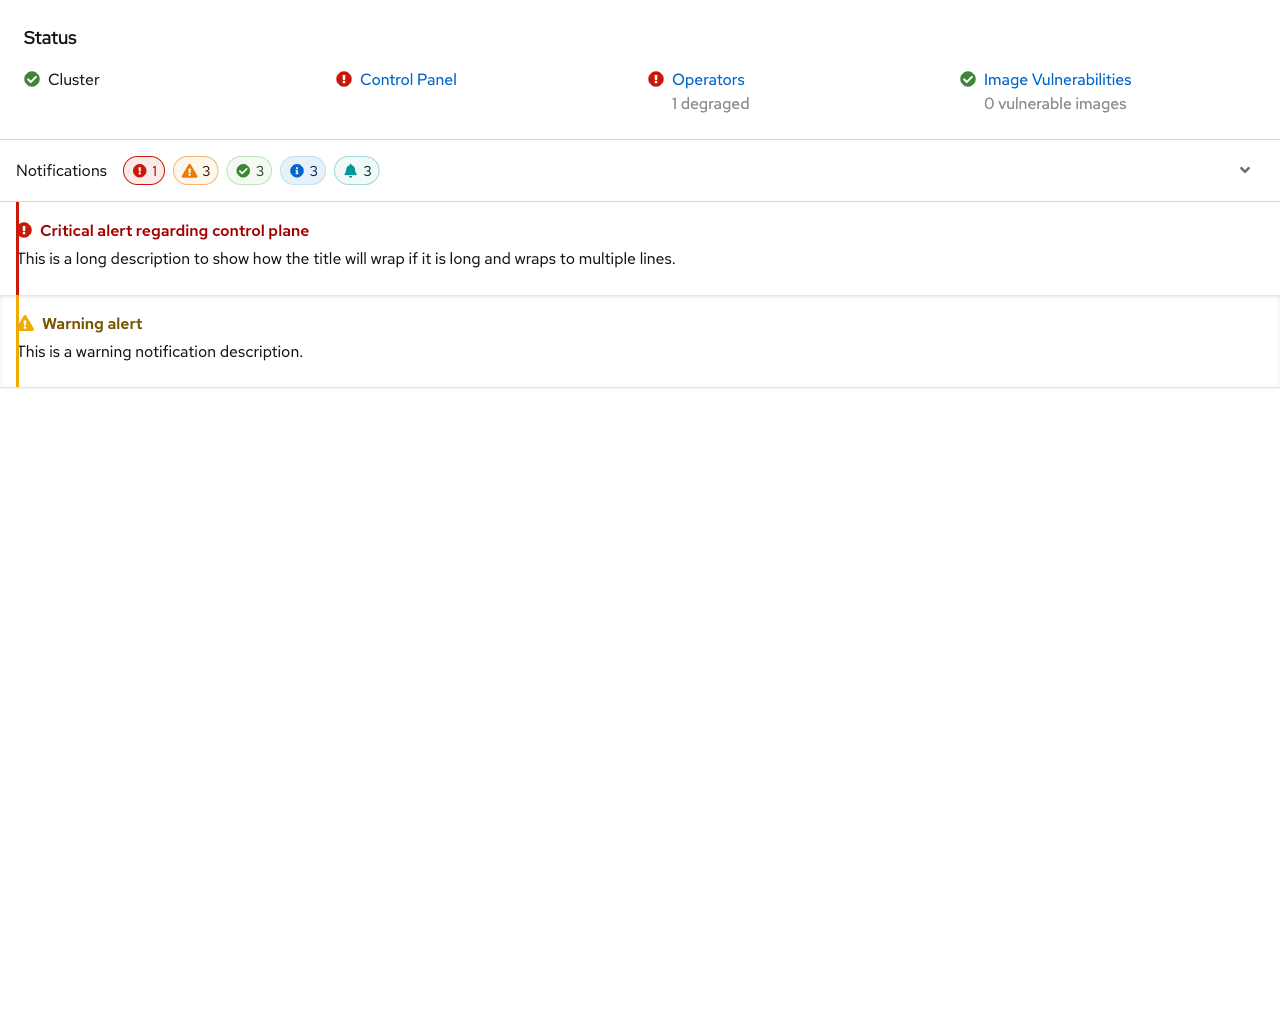 Status
Cluster
Control Panel
Operators
1 degraded
Image Vulnerabilities
0 vulnerable images
Notifications 1 3 3 3 3
Critical alert regarding control plane
This is a long description to show how the title will wrap if it is long and wraps to multiple lines.
Warning alert
This is a warning notification description.